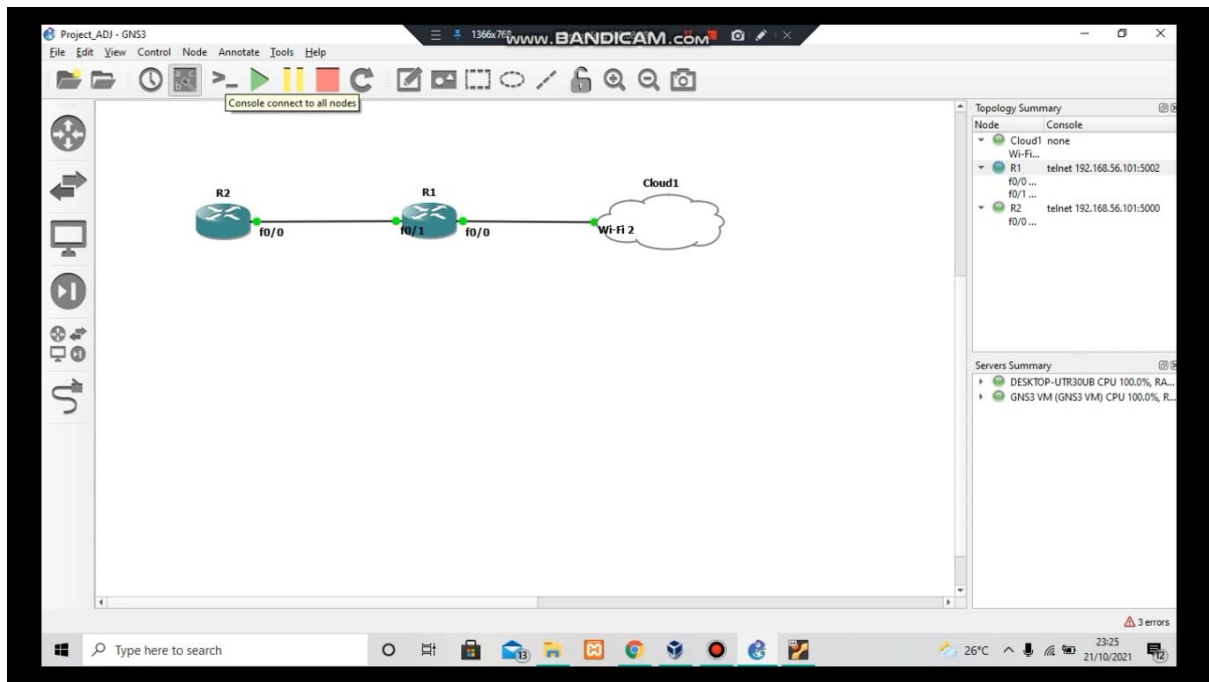 Project_ADJ - GNS3
1366x76
www.BANDICAM.com
File Edit View Control Node Annotate Tools Help
Console connect to all nodes
R2
R1
Cloud1
f0/0
f0/1
f0/0
Wi-Fi 2
Topology Summary
Node Console
Cloud1 none
Wi-Fi...
R1 telnet 192.168.56.101:5002
f0/0 ...
f0/1 ...
R2 telnet 192.168.56.101:5000
f0/0 ...
Servers Summary
DESKTOP-UTR30UB CPU 100.0%, RA...
GNS3 VM (GNS3 VM) CPU 100.0%, R...
3 errors
Type here to search
13
26°C
23:25
21/10/2021
12